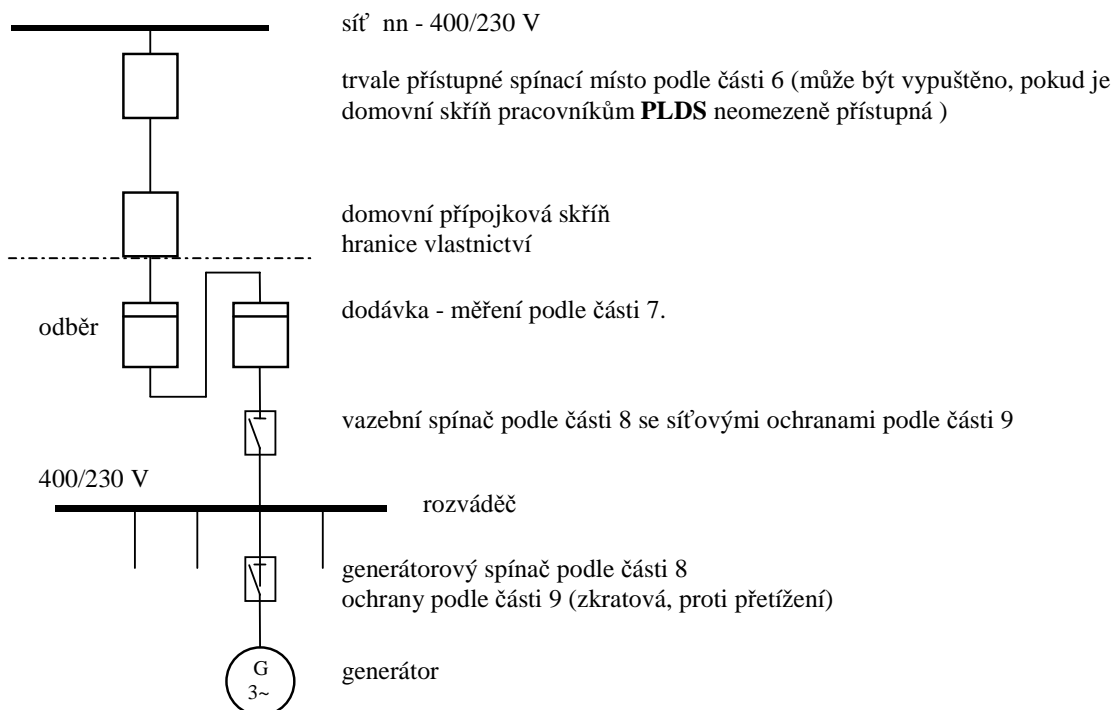 síť nn - 400/230 V
trvale přístupné spínací místo podle části 6 (může být vypuštěno, pokud je
domovní skříň pracovníkům PLDS neomezeně přístupná )
domovní přípojková skříň
hranice vlastnictví
odběr
dodávka - měření podle části 7.
vazební spínač podle části 8 se síťovými ochranami podle části 9
400/230 V
rozváděč
generátorový spínač podle části 8
ochrany podle části 9 (zkratová, proti přetížení)
G
3~
generátor